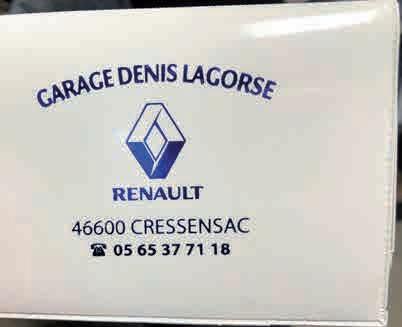 GARAGE DENIS LAGORSE
RENAULT
46600 CRESSENSAC
☎ 05 65 37 71 18